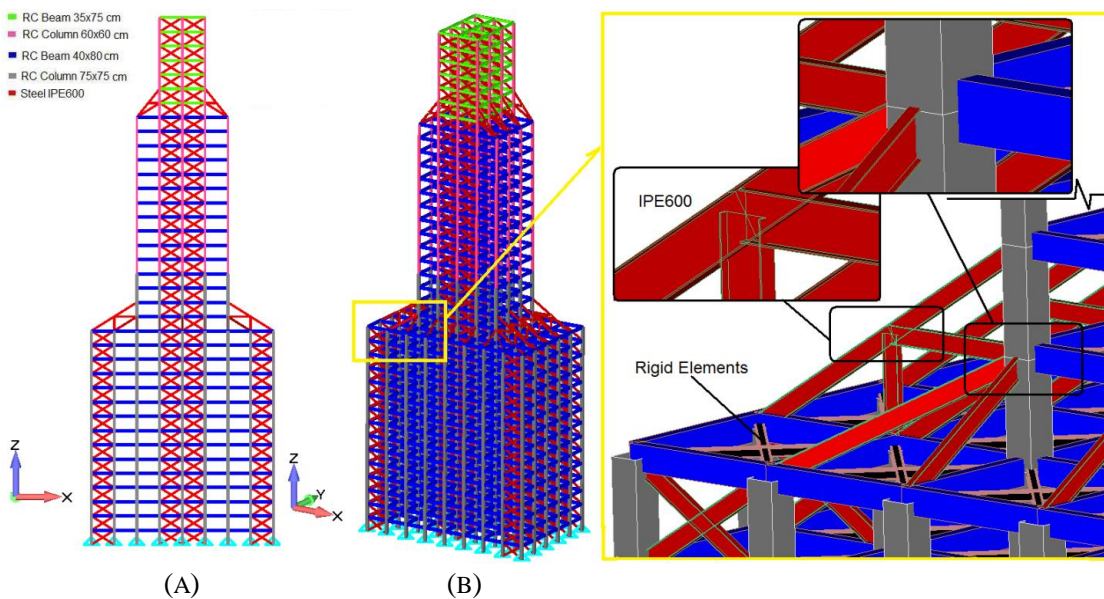 RC Beam 35x75 cm
RC Column 60x60 cm
RC Beam 40x80 cm
RC Column 75x75 cm
Steel IPE600
IPE600
Rigid Elements
Z
X
Z
Y
X
(A)
(B)